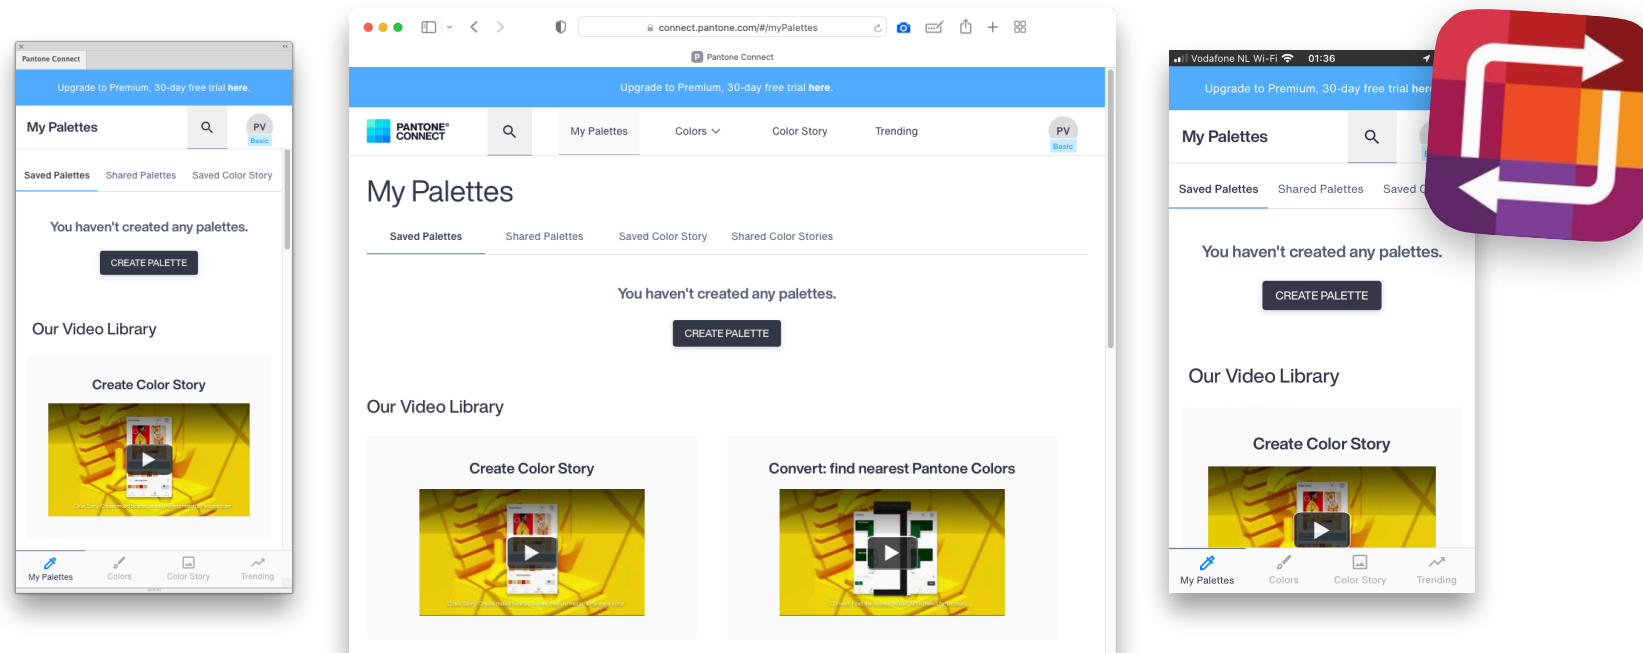 Pantone Connect
Upgrade to Premium, 30-day free trial here.
My Palettes
PV
Basic
Saved Palettes Shared Palettes Saved Color Story
You haven't created any palettes.
CREATE PALETTE
Our Video Library
Create Color Story
My Palettes Colors Color Story Trending
connect.pantone.com/#/myPalettes
P Pantone Connect
Upgrade to Premium, 30-day free trial here.
PANTONE®
CONNECT
My Palettes Colors Color Story Trending
PV
Basic
My Palettes
Saved Palettes Shared Palettes Saved Color Story Shared Color Stories
You haven't created any palettes.
CREATE PALETTE
Our Video Library
Create Color Story Convert: find nearest Pantone Colors
Vodafone NL Wi-Fi 01:36
Upgrade to Premium, 30-day free trial her
My Palettes
Saved Palettes Shared Palettes Saved
You haven't created any palettes.
CREATE PALETTE
Our Video Library
Create Color Story
My Palettes Colors Color Story Trending